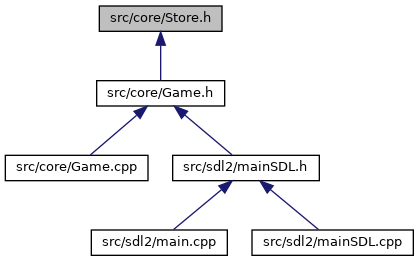 src/core/Store.h
src/core/Game.h
src/core/Game.cpp
src/sdl2/mainSDL.h
src/sdl2/main.cpp
src/sdl2/mainSDL.cpp